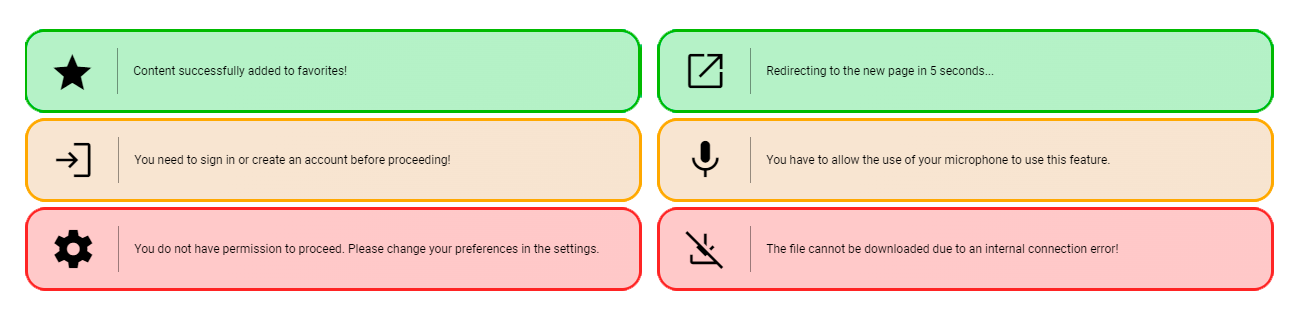 Content successfully added to favorites!
Redirecting to the new page in 5 seconds...
You need to sign in or create an account before proceeding!
You have to allow the use of your microphone to use this feature.
You do not have permission to proceed. Please change your preferences in the settings.
The file cannot be downloaded due to an internal connection error!